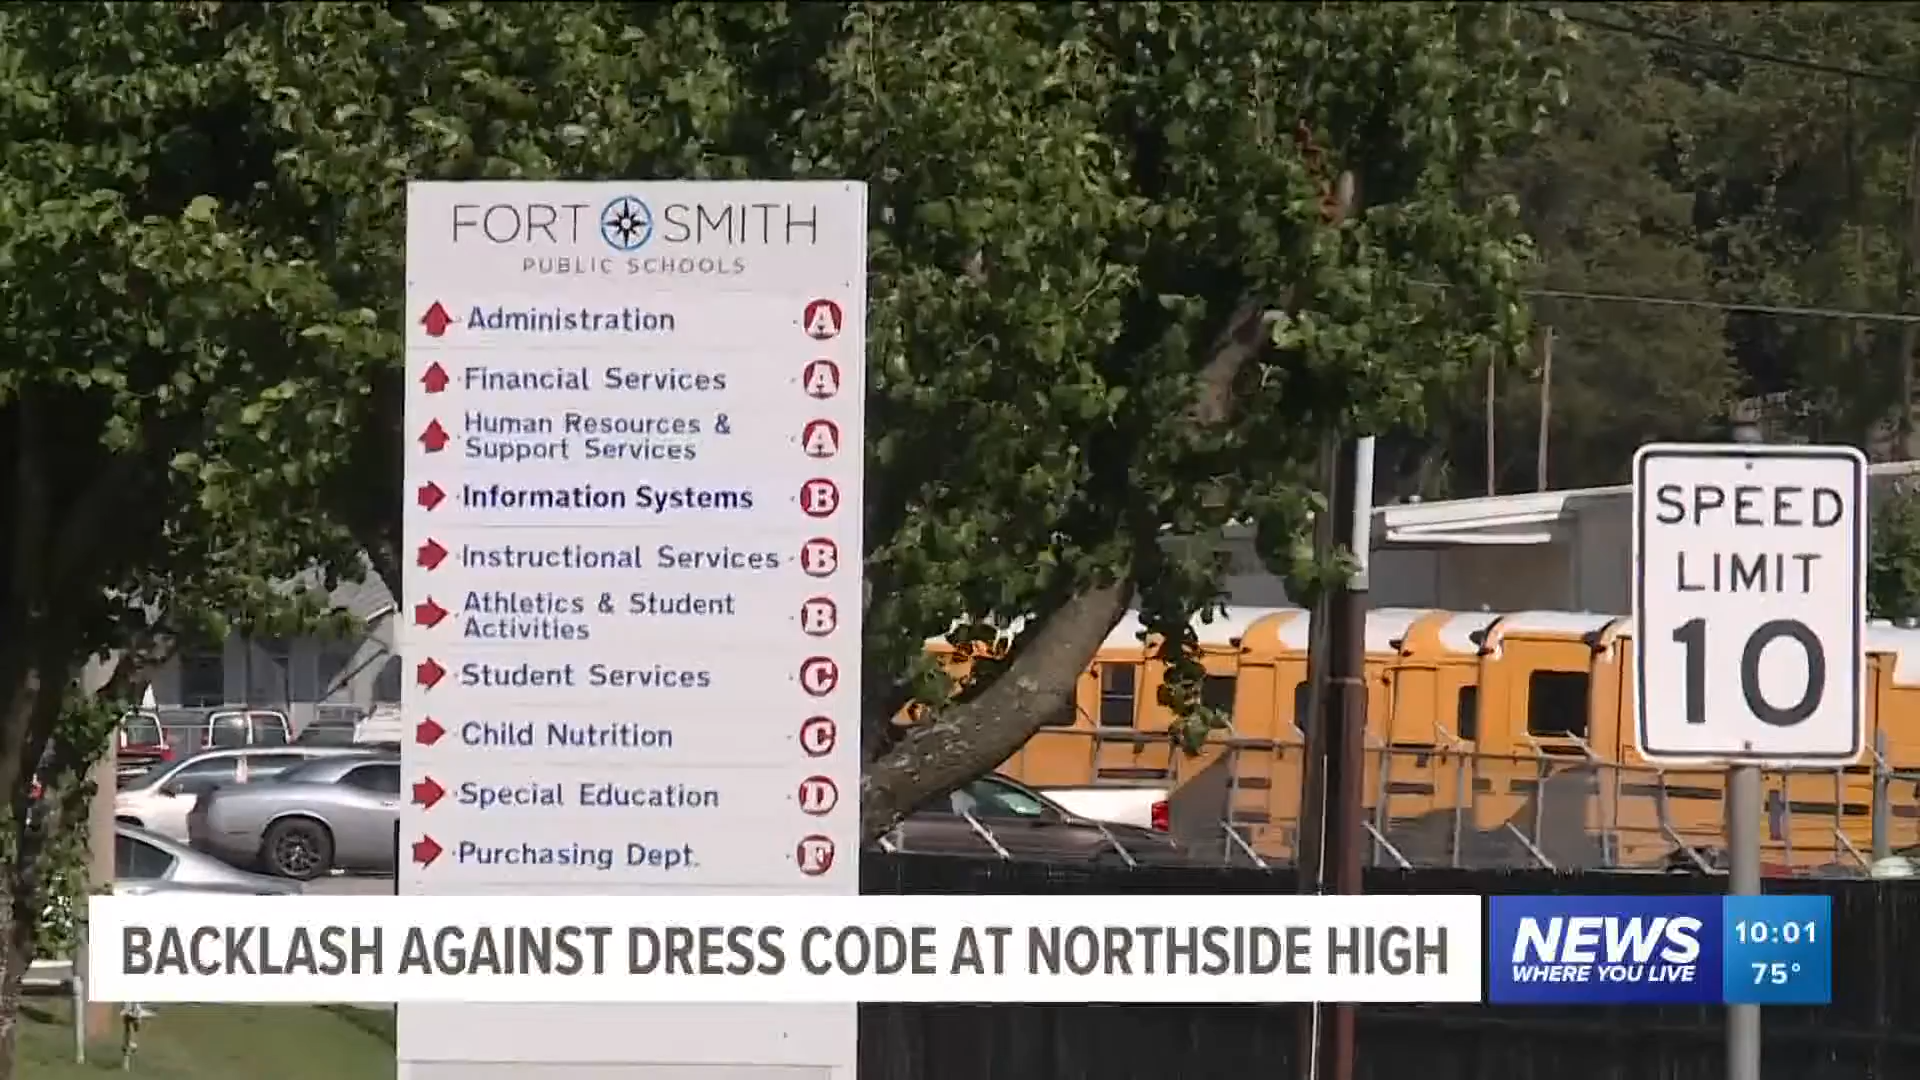 FORT SMITH
PUBLIC SCHOOLS
Administration A
Financial Services A
Human Resources &
Support Services A
Information Systems B
Instructional Services B
Athletics & Student
Activities B
Student Services C
Child Nutrition C
Special Education D
Purchasing Dept. F
SPEED
LIMIT
10
BACKLASH AGAINST DRESS CODE AT NORTHSIDE HIGH
NEWS
WHERE YOU LIVE
10:01
75°